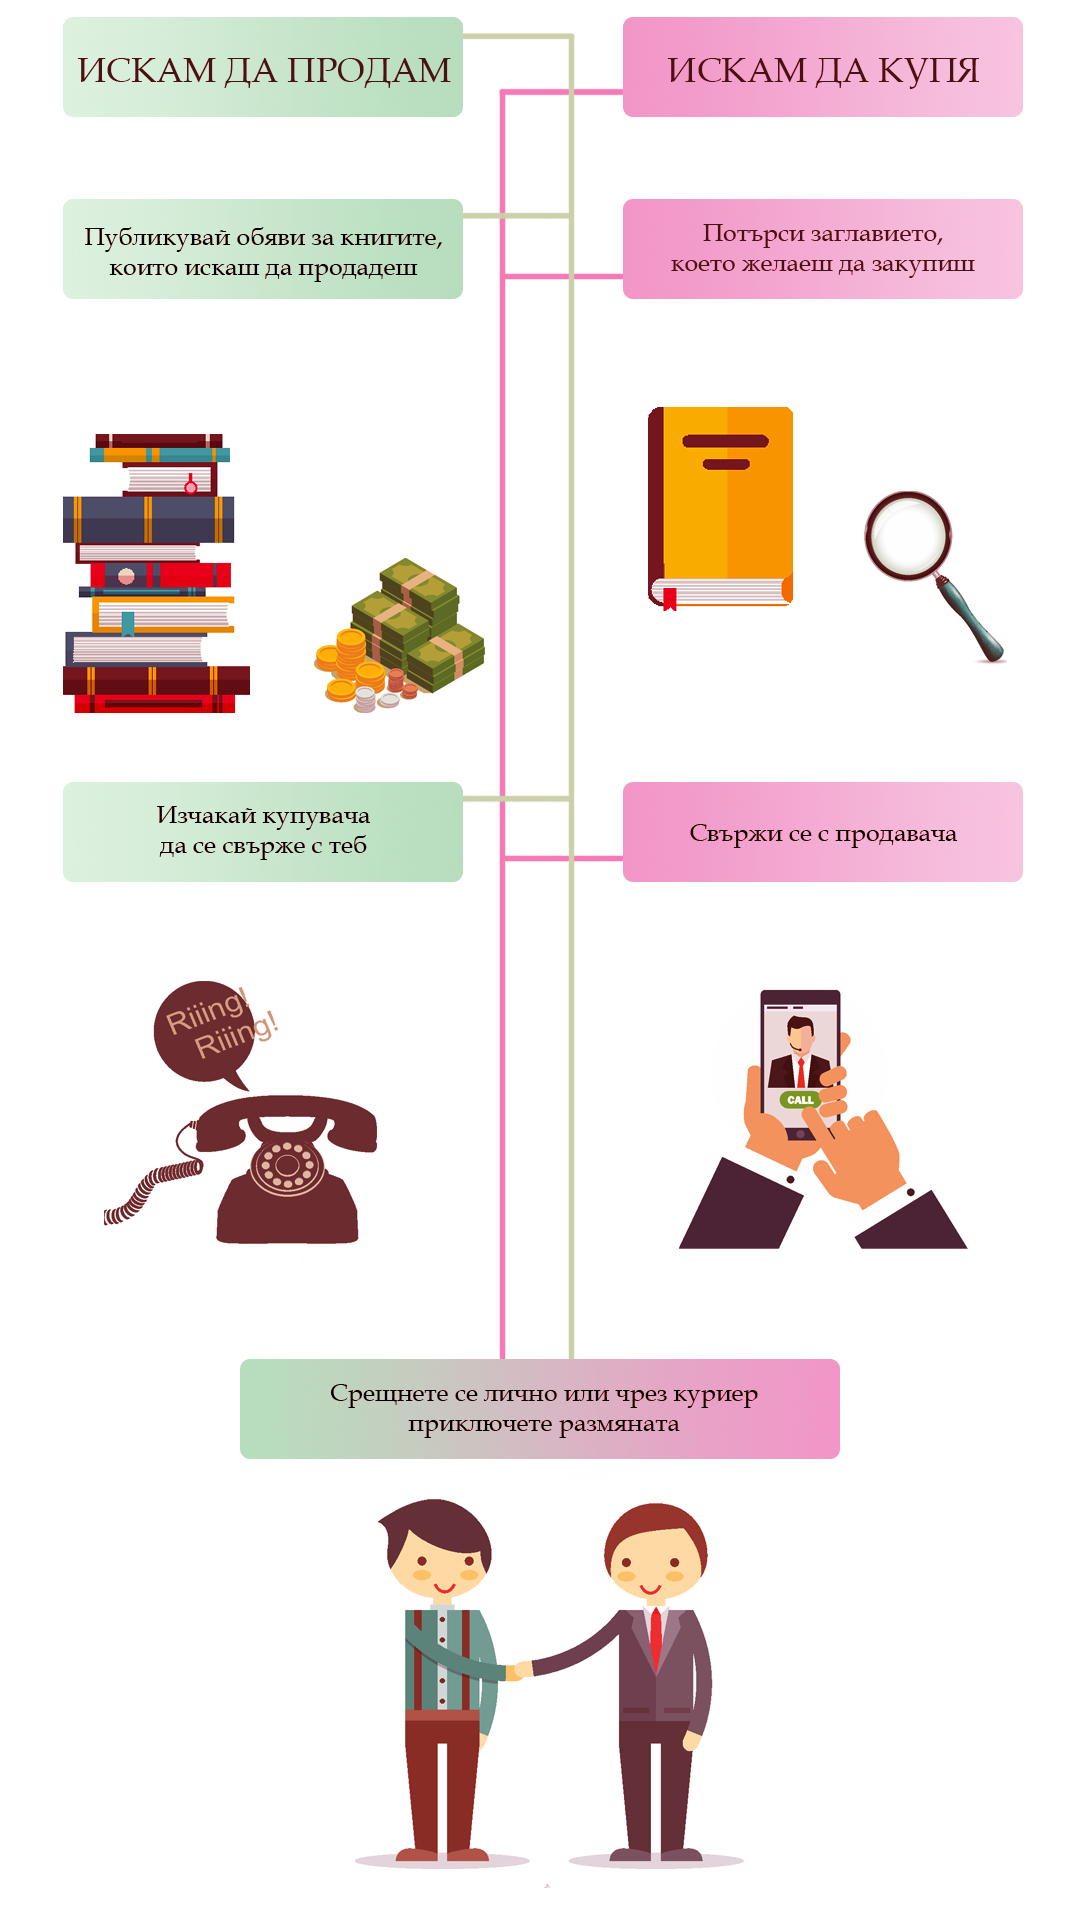 ИСКАМ ДА ПРОДАМ
ИСКАМ ДА КУПЯ
Публикувай обяви за книгите,
които искаш да продадеш
Потърси заглавието,
което желаеш да закупиш
Изчакай купувача
да се свърже с теб
Свържи се с продавача
Riiing!
Riiing!
CALL
Срещнете се лично или чрез куриер
приключете размяната